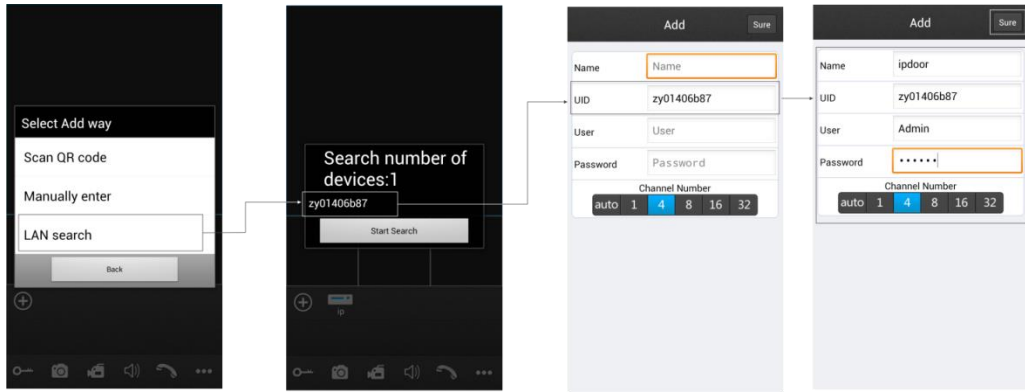 Select Add way
Scan QR code
Manually enter
LAN search
Back
Search number of
devices:1
zy01406b87
Start Search
ip
Add
Sure
Name Name
UID zy01406b87
User User
Password Password
Channel Number
auto 1 4 8 16 32
Add
Sure
Name ipdoor
UID zy01406b87
User Admin
Password ••••••
Channel Number
auto 1 4 8 16 32